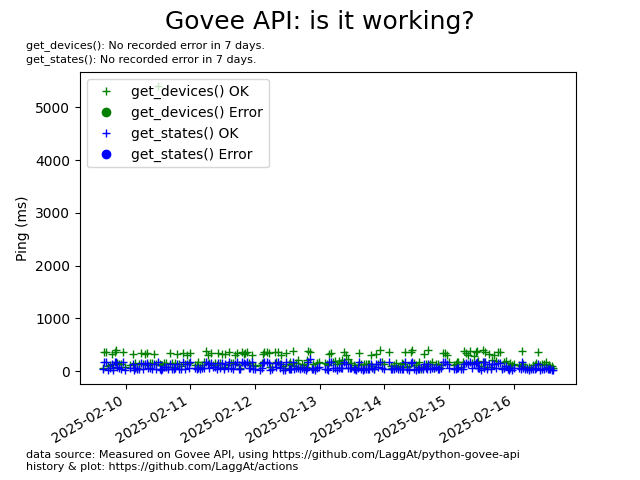 Govee API: is it working?
get_devices(): No recorded error in 7 days.
get_states(): No recorded error in 7 days.
get_devices() OK
get_devices() Error
get_states() OK
get_states() Error
Ping (ms)
5000
4000
3000
2000
1000
0
2025-02-10
2025-02-11
2025-02-12
2025-02-13
2025-02-14
2025-02-15
2025-02-16
data source: Measured on Govee API, using https://github.com/LaggAt/python-govee-api
history & plot: https://github.com/LaggAt/actions